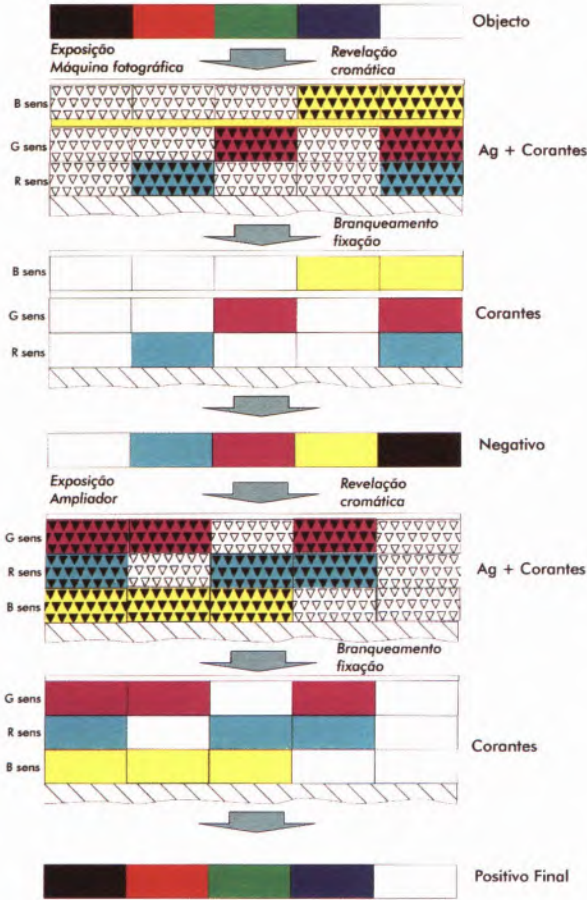 Objecto
Exposição
Máquina fotográfica
Revelação
cromática
B sens
G sens
R sens
Ag + Corantes
Branqueamento
fixação
B sens
G sens
R sens
Corantes
Negativo
Exposição
Ampliador
Revelação
cromática
G sens
R sens
B sens
Ag + Corantes
Branqueamento
fixação
G sens
R sens
B sens
Corantes
Positivo Final